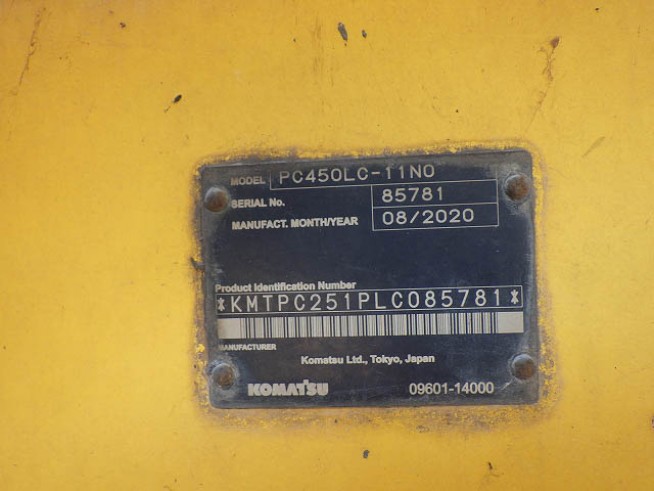 MODEL PC450LC-11N0
SERIAL No. 85781
MANUFACT. MONTH/YEAR 08/2020
Product Identification Number
*KMTPC251PLC085781*
MANUFACTURER
Komatsu Ltd., Tokyo, Japan
KOMATSU 09601-14000